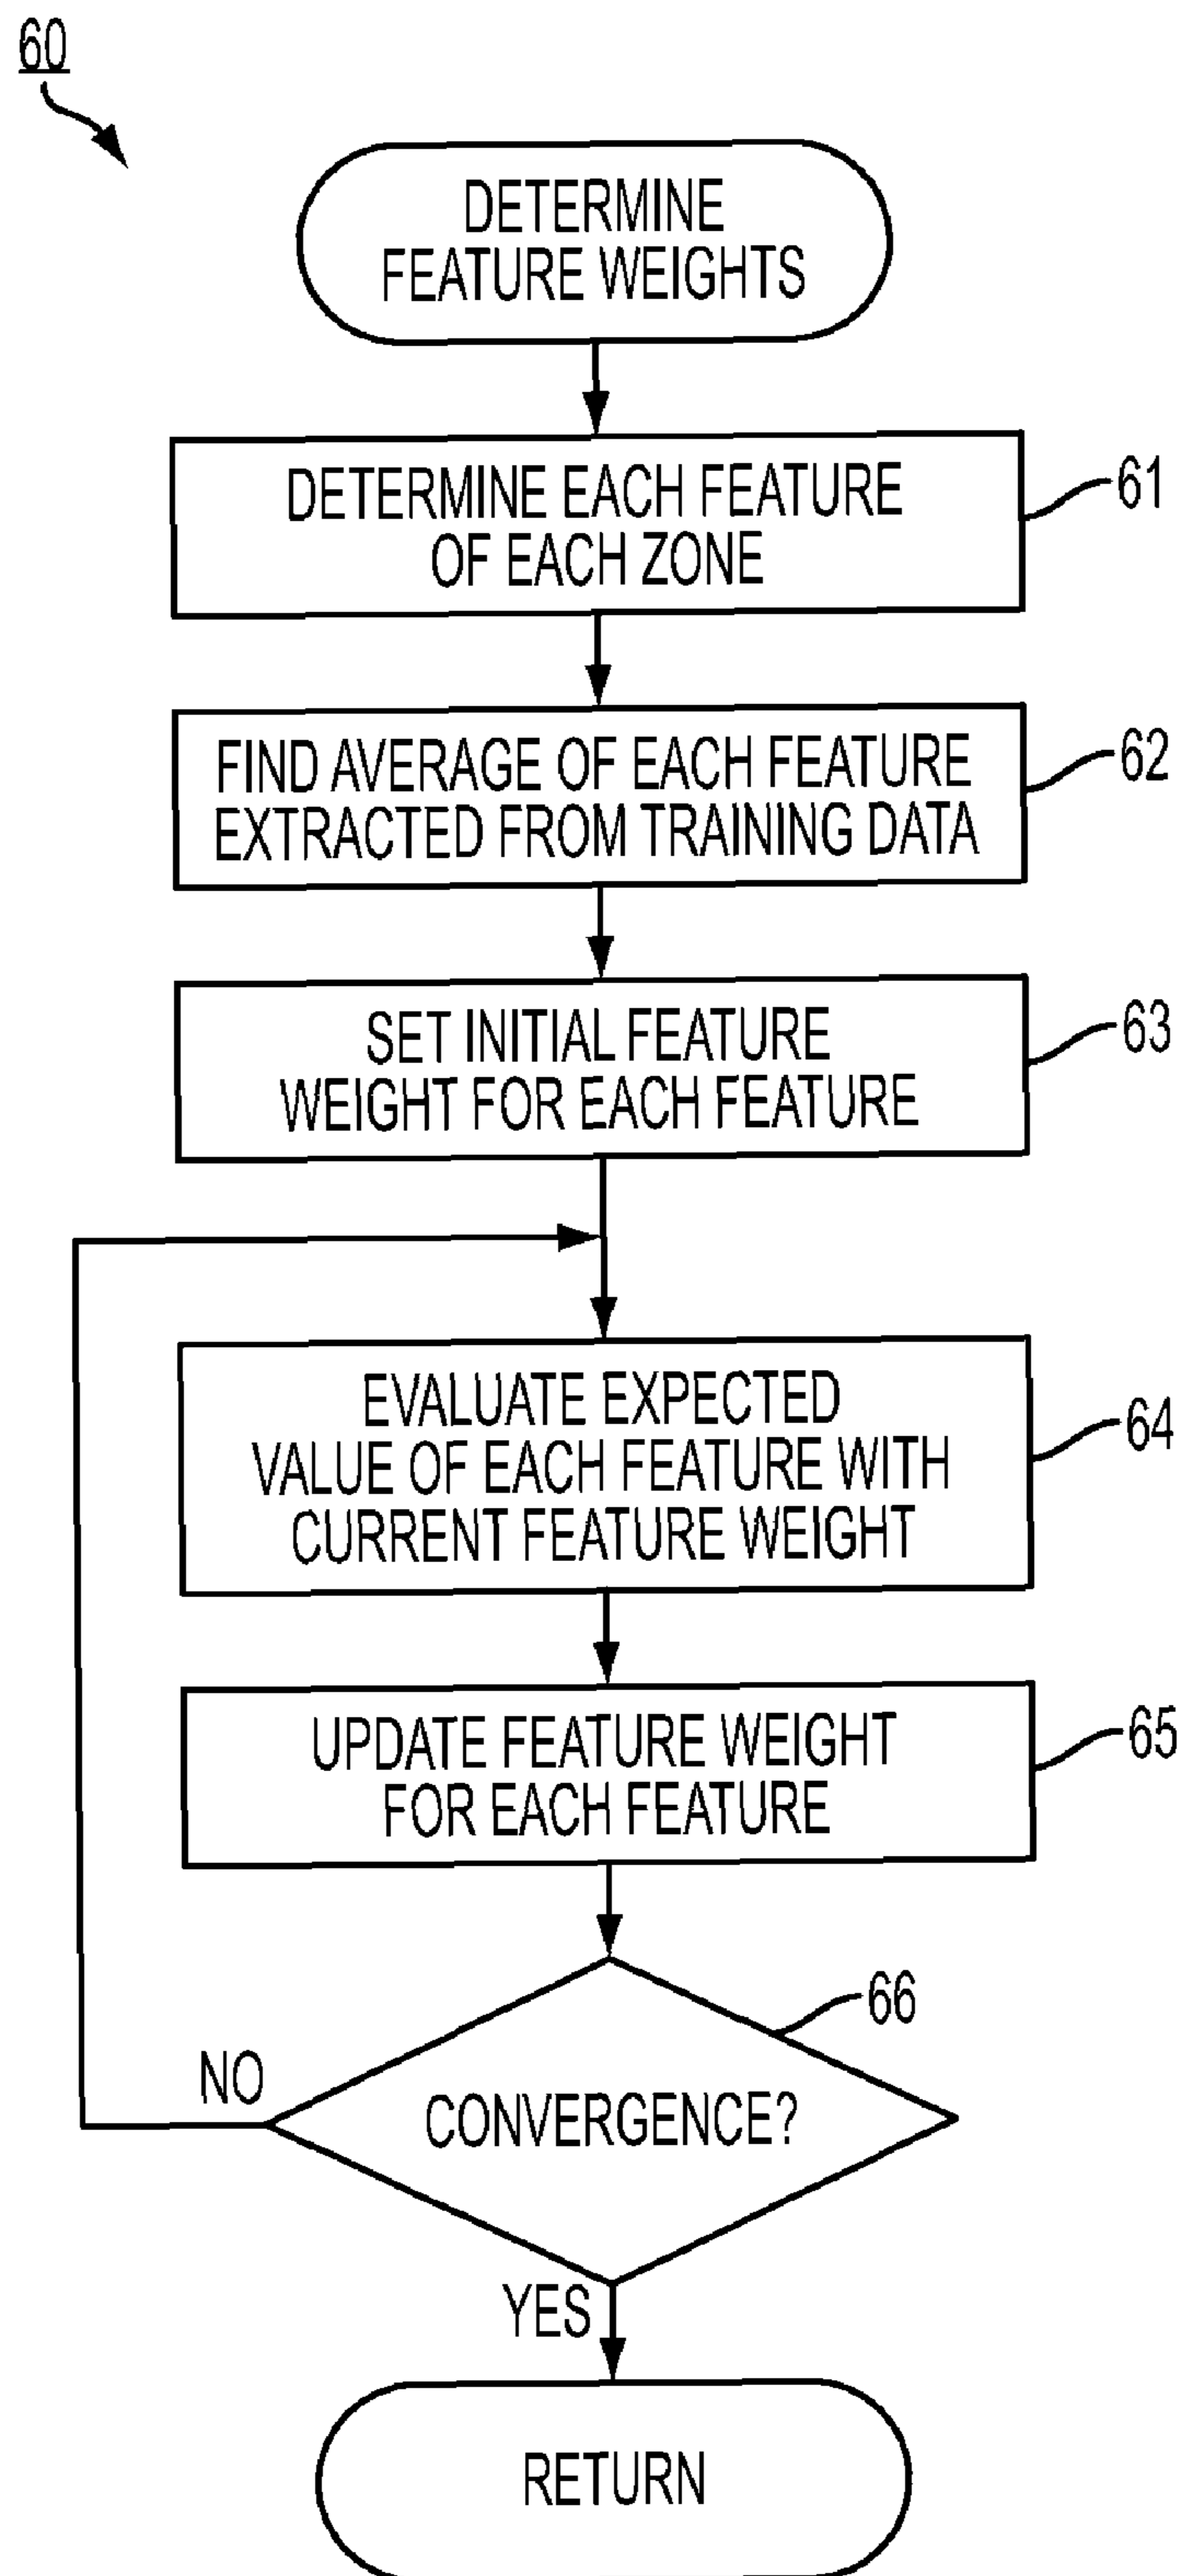 60
DETERMINE
FEATURE WEIGHTS
DETERMINE EACH FEATURE
OF EACH ZONE
61
FIND AVERAGE OF EACH FEATURE
EXTRACTED FROM TRAINING DATA
62
SET INITIAL FEATURE
WEIGHT FOR EACH FEATURE
63
EVALUATE EXPECTED
VALUE OF EACH FEATURE WITH
CURRENT FEATURE WEIGHT
64
UPDATE FEATURE WEIGHT
FOR EACH FEATURE
65
66
NO
CONVERGENCE?
YES
RETURN